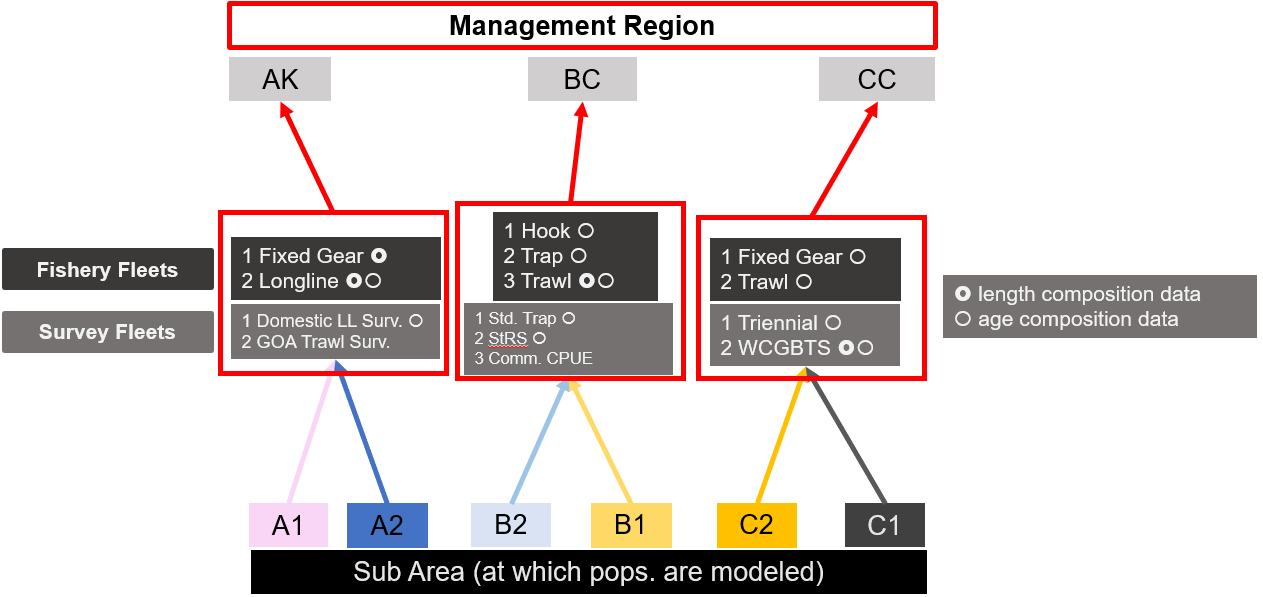 Management Region
AK
BC
CC
Fishery Fleets
Survey Fleets
1 Fixed Gear
2 Longline
1 Domestic LL Surv.
2 GOA Trawl Surv.
1 Hook
2 Trap
3 Trawl
1 Std. Trap
2 StRS
3 Comm. CPUE
1 Fixed Gear
2 Trawl
1 Triennial
2 WCGBTS
length composition data
age composition data
A1
A2
B2
B1
C2
C1
Sub Area (at which pops. are modeled)